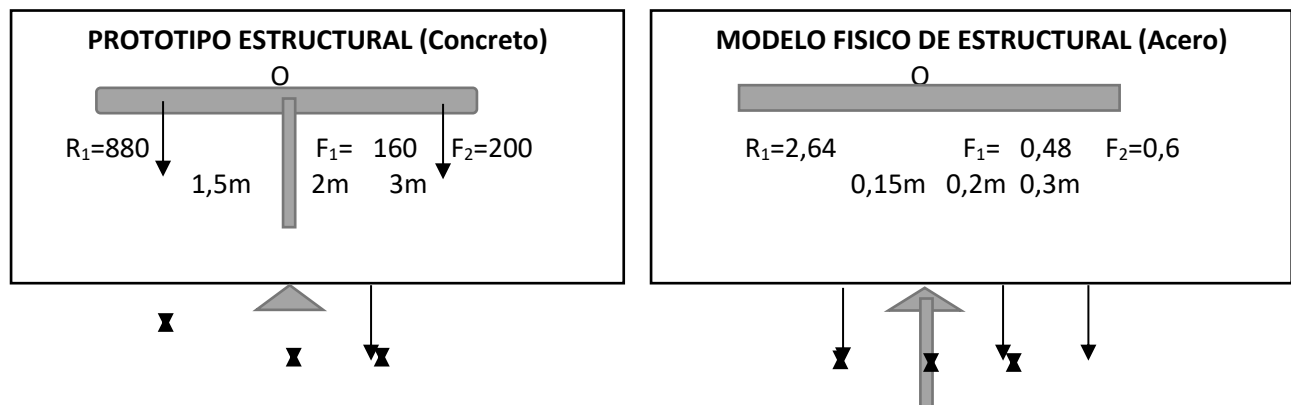 PROTOTIPO ESTRUCTURAL (Concreto)
O
R₁=880 F₁= 160 F₂=200
1,5m 2m 3m
MODELO FISICO DE ESTRUCTURAL (Acero)
O
R₁=2,64 F₁= 0,48 F₂=0,6
0,15m 0,2m 0,3m